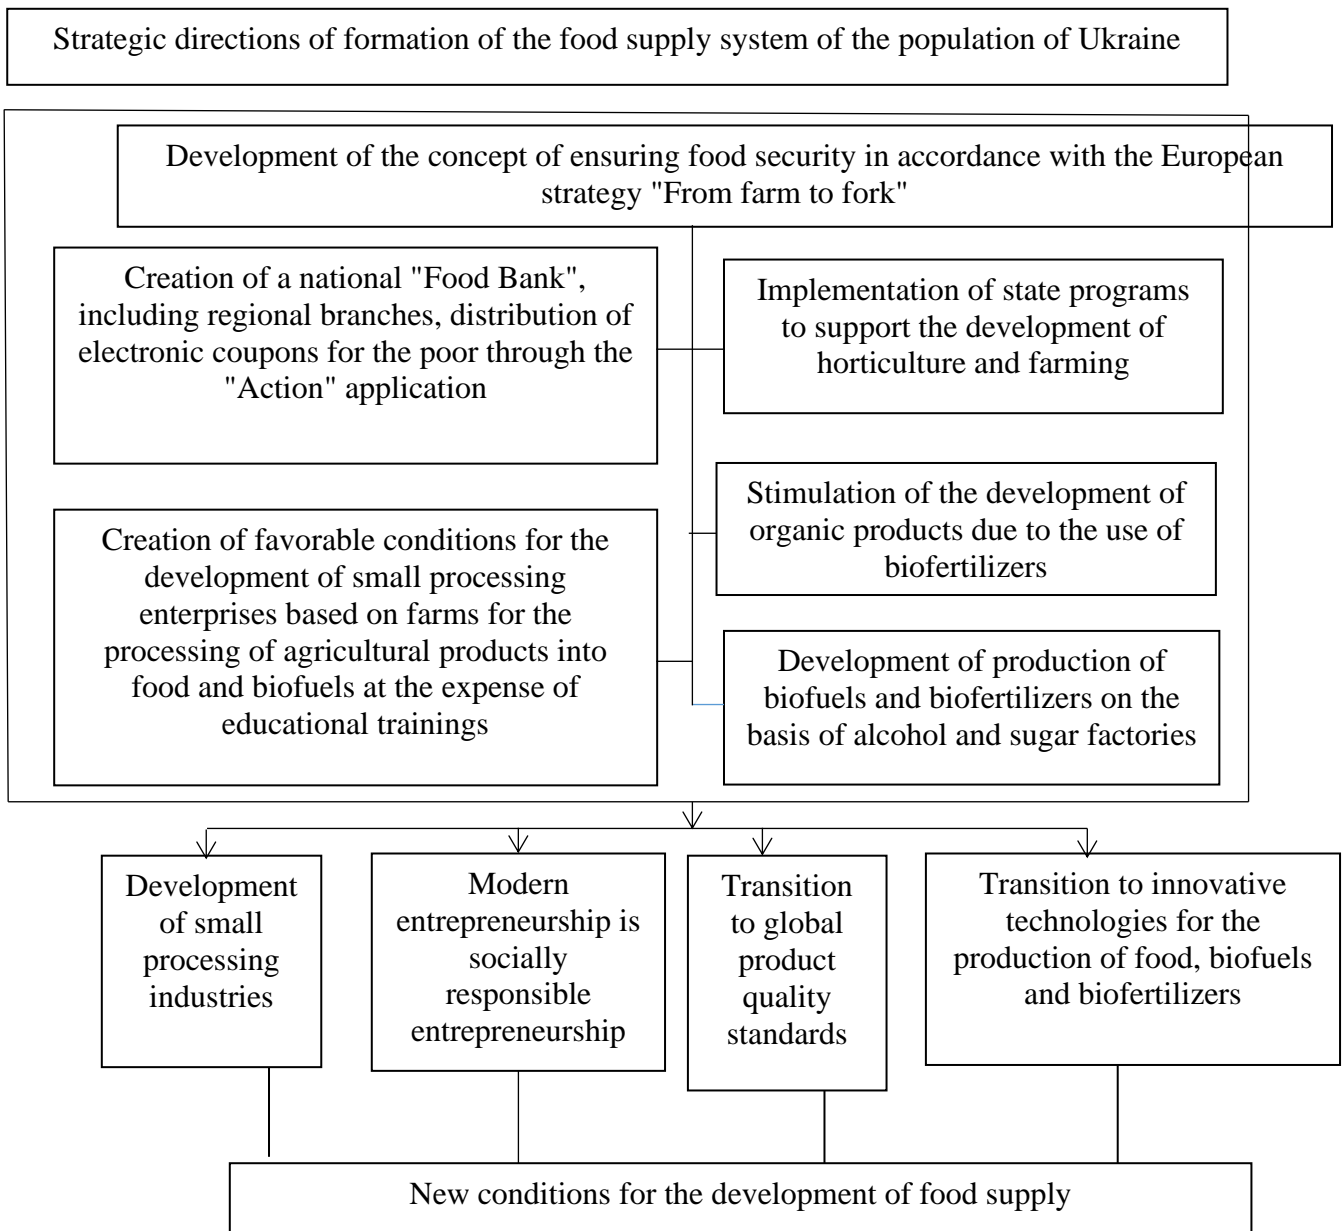 Strategic directions of formation of the food supply system of the population of Ukraine
Development of the concept of ensuring food security in accordance with the European
strategy "From farm to fork"
Creation of a national "Food Bank",
including regional branches, distribution of
electronic coupons for the poor through the
"Action" application
Implementation of state programs
to support the development of
horticulture and farming
Stimulation of the development of
organic products due to the use of
biofertilizers
Creation of favorable conditions for the
development of small processing
enterprises based on farms for the
processing of agricultural products into
food and biofuels at the expense of
educational trainings
Development of production of
biofuels and biofertilizers on the
basis of alcohol and sugar factories
Development
of small
processing
industries
Modern
entrepreneurship is
socially
responsible
entrepreneurship
Transition
to global
product
quality
standards
Transition to innovative
technologies for the
production of food, biofuels
and biofertilizers
New conditions for the development of food supply